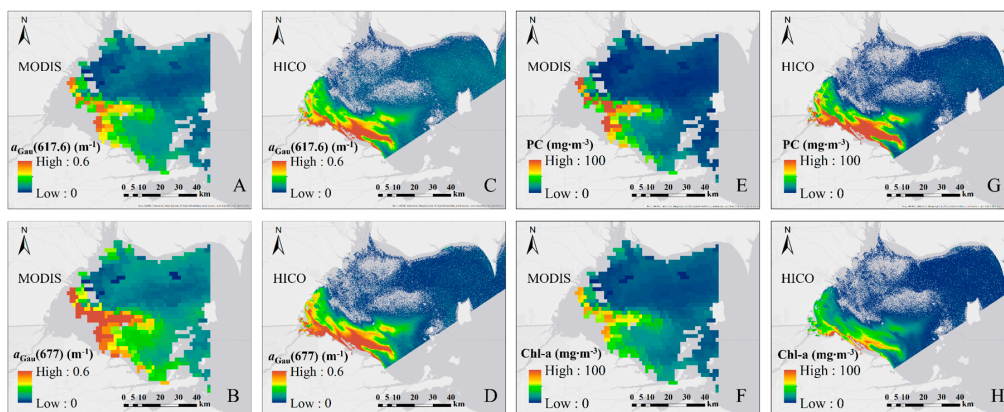 N
MODIS
a_Gau(617.6) (m⁻¹)
High : 0.6
Low : 0
0 5 10 20 30 40
km
A
N
HICO
a_Gau(617.6) (m⁻¹)
High : 0.6
Low : 0
0 5 10 20 30 40
km
C
N
MODIS
PC (mg·m⁻³)
High : 100
Low : 0
0 5 10 20 30 40
km
E
N
HICO
PC (mg·m⁻³)
High : 100
Low : 0
0 5 10 20 30 40
km
G
N
MODIS
a_Gau(677) (m⁻¹)
High : 0.6
Low : 0
0 5 10 20 30 40
km
B
N
HICO
a_Gau(677) (m⁻¹)
High : 0.6
Low : 0
0 5 10 20 30 40
km
D
N
MODIS
Chl-a (mg·m⁻³)
High : 100
Low : 0
0 5 10 20 30 40
km
F
N
HICO
Chl-a (mg·m⁻³)
High : 100
Low : 0
0 5 10 20 30 40
km
H